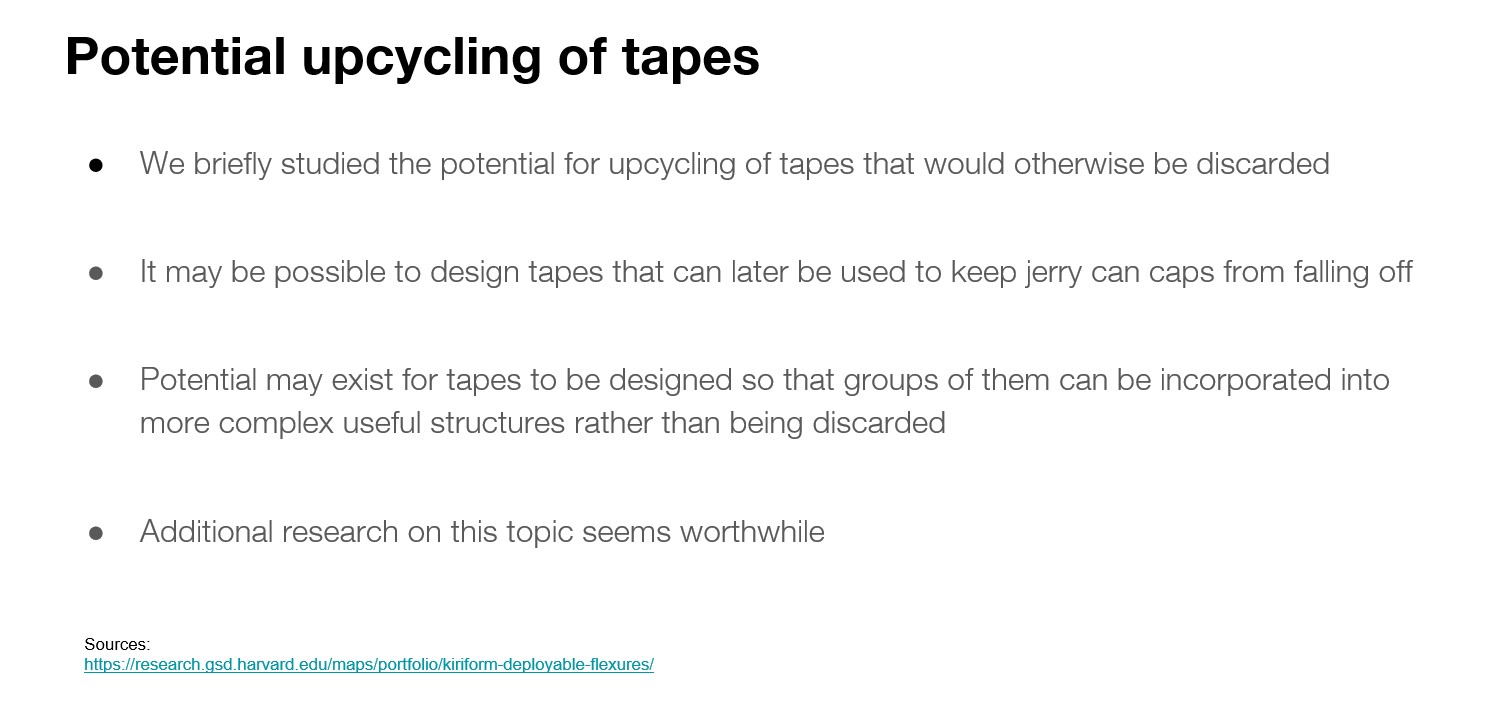 Potential upcycling of tapes
● We briefly studied the potential for upcycling of tapes that would otherwise be discarded
● It may be possible to design tapes that can later be used to keep jerry can caps from falling off
● Potential may exist for tapes to be designed so that groups of them can be incorporated into
more complex useful structures rather than being discarded
● Additional research on this topic seems worthwhile
Sources:
https://research.gsd.harvard.edu/maps/portfolio/kiriform-deployable-flexures/